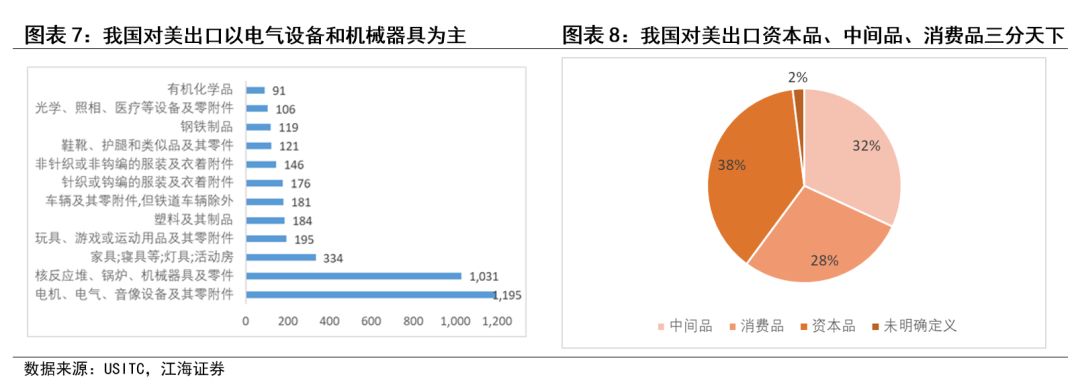 图表 7：我国对美出口以电气设备和机械器具为主
有机化学品 91
光学、照相、医疗等设备及零附件 106
钢铁制品 119
鞋靴、护腿和类似品及其零件 121
非针织或非钩编的服装及衣着附件 146
针织或钩编的服装及衣着附件 176
车辆及其零附件,但铁道车辆除外 181
塑料及其制品 184
玩具、游戏或运动用品及其零附件 195
家具;寝具等;灯具;活动房 334
核反应堆、锅炉、机械器具及零件 1,031
电机、电气、音像设备及其零附件 1,195
0 200 400 600 800 1,000 1,200
图表 8：我国对美出口资本品、中间品、消费品三分天下
2%
32%
38%
28%
中间品 消费品 资本品 未明确定义
数据来源：USITC，江海证券